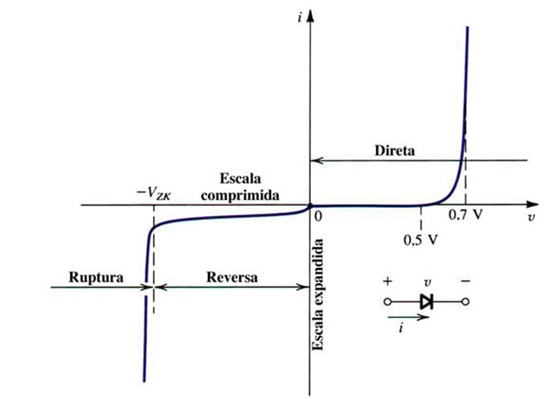 i
Direta
Escala
comprimida
−V_ZK
0
0.7 V
v
0.5 V
Ruptura
Reversa
Escala expandida
+ v −
i